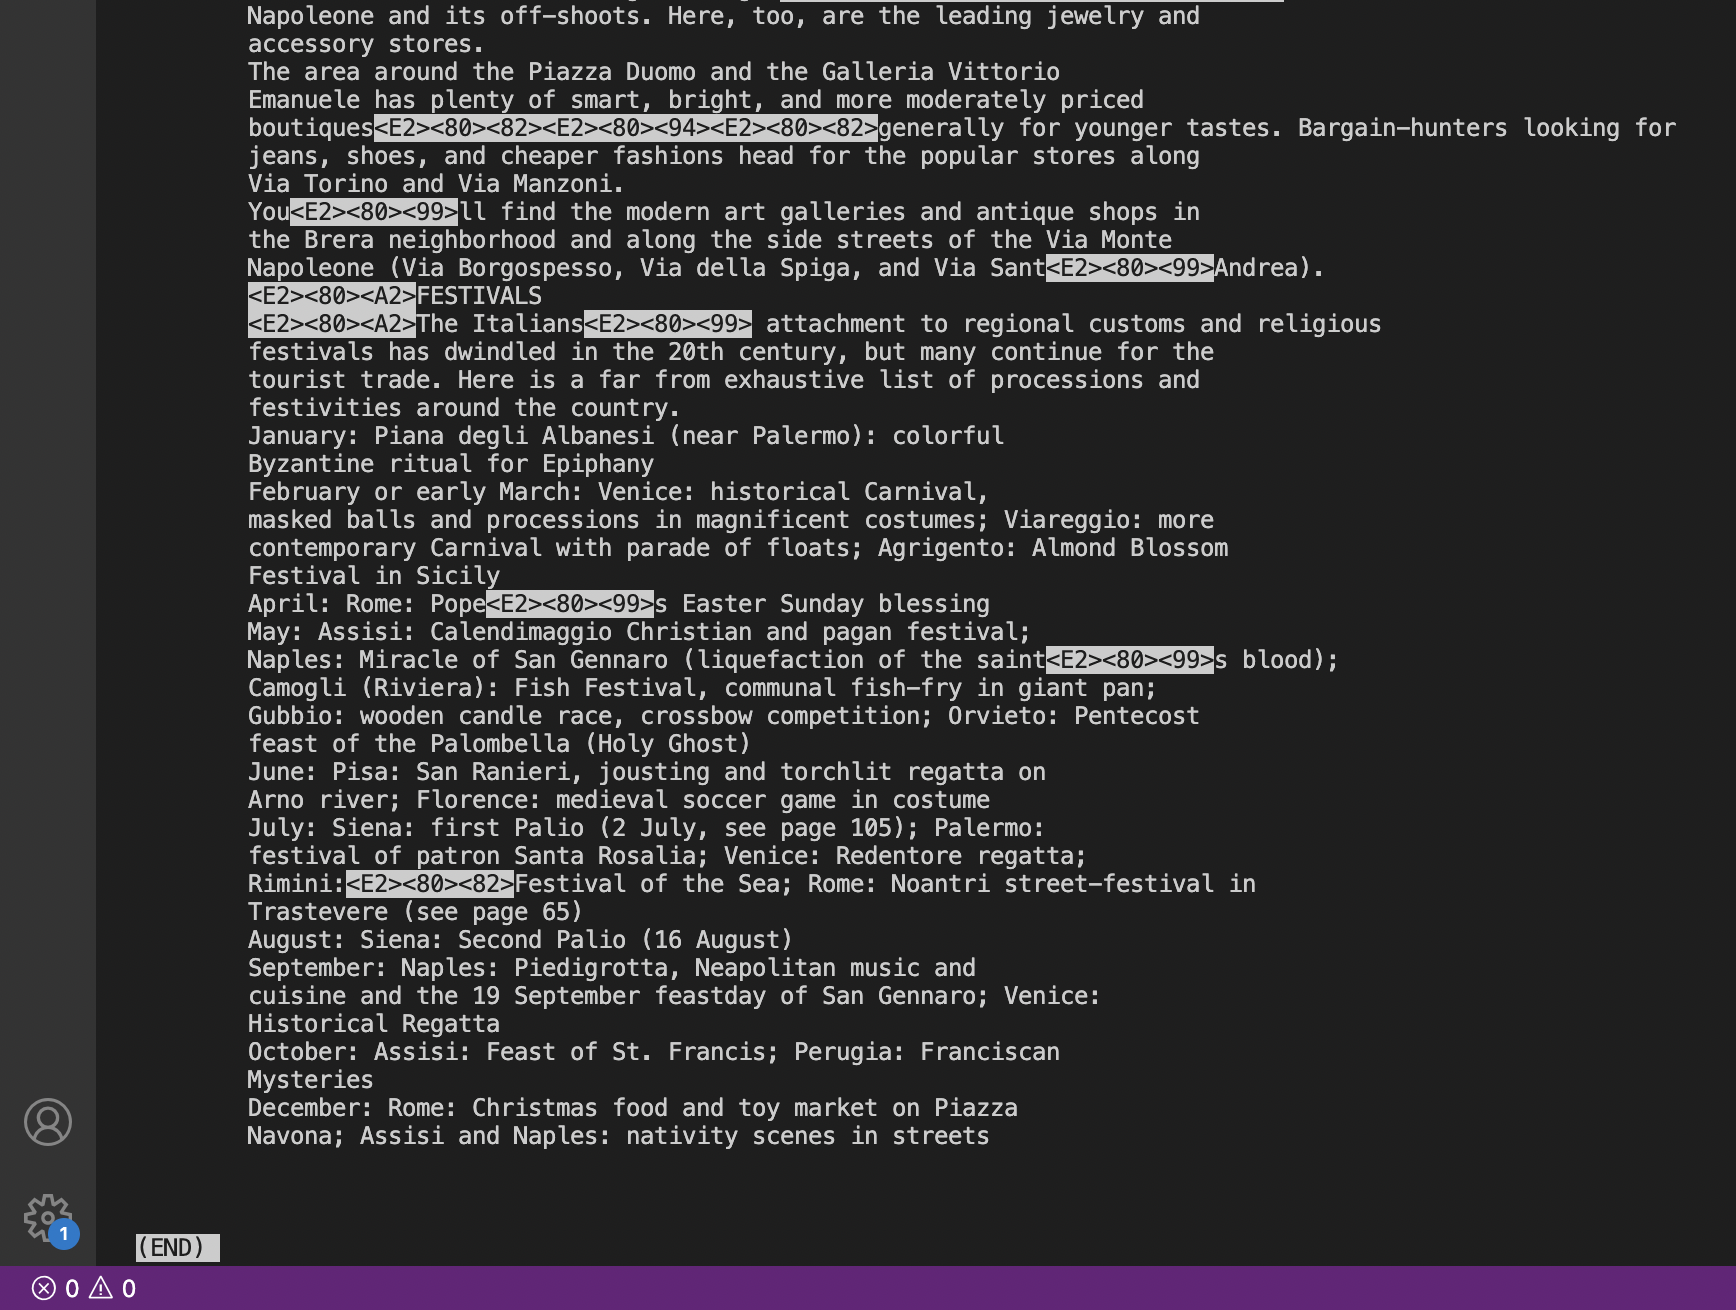 Napoleone and its off-shoots. Here, too, are the leading jewelry and
accessory stores.
The area around the Piazza Duomo and the Galleria Vittorio
Emanuele has plenty of smart, bright, and more moderately priced
boutiques<E2><80><82><E2><80><94><E2><80><82>generally for younger tastes. Bargain-hunters looking for
jeans, shoes, and cheaper fashions head for the popular stores along
Via Torino and Via Manzoni.
You<E2><80><99>ll find the modern art galleries and antique shops in
the Brera neighborhood and along the side streets of the Via Monte
Napoleone (Via Borgospesso, Via della Spiga, and Via Sant<E2><80><99>Andrea).
<E2><80><A2>FESTIVALS
<E2><80><A2>The Italians<E2><80><99> attachment to regional customs and religious
festivals has dwindled in the 20th century, but many continue for the
tourist trade. Here is a far from exhaustive list of processions and
festivities around the country.
January: Piana degli Albanesi (near Palermo): colorful
Byzantine ritual for Epiphany
February or early March: Venice: historical Carnival,
masked balls and processions in magnificent costumes; Viareggio: more
contemporary Carnival with parade of floats; Agrigento: Almond Blossom
Festival in Sicily
April: Rome: Pope<E2><80><99>s Easter Sunday blessing
May: Assisi: Calendimaggio Christian and pagan festival;
Naples: Miracle of San Gennaro (liquefaction of the saint<E2><80><99>s blood);
Camogli (Riviera): Fish Festival, communal fish-fry in giant pan;
Gubbio: wooden candle race, crossbow competition; Orvieto: Pentecost
feast of the Palombella (Holy Ghost)
June: Pisa: San Ranieri, jousting and torchlit regatta on
Arno river; Florence: medieval soccer game in costume
July: Siena: first Palio (2 July, see page 105); Palermo:
festival of patron Santa Rosalia; Venice: Redentore regatta;
Rimini:<E2><80><82>Festival of the Sea; Rome: Noantri street-festival in
Trastevere (see page 65)
August: Siena: Second Palio (16 August)
September: Naples: Piedigrotta, Neapolitan music and
cuisine and the 19 September feastday of San Gennaro; Venice:
Historical Regatta
October: Assisi: Feast of St. Francis; Perugia: Franciscan
Mysteries
December: Rome: Christmas food and toy market on Piazza
Navona; Assisi and Naples: nativity scenes in streets
1
(END)
0 0